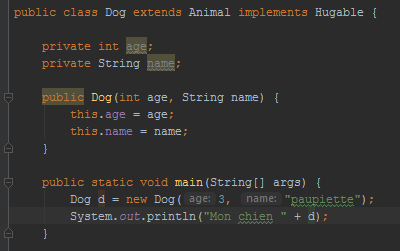 public class Dog extends Animal implements Hugable {
private int age;
private String name;
public Dog(int age, String name) {
this.age = age;
this.name = name;
}
public static void main(String[] args) {
Dog d = new Dog( age: 3, name: "paupiette");
System.out.println("Mon chien " + d);
}